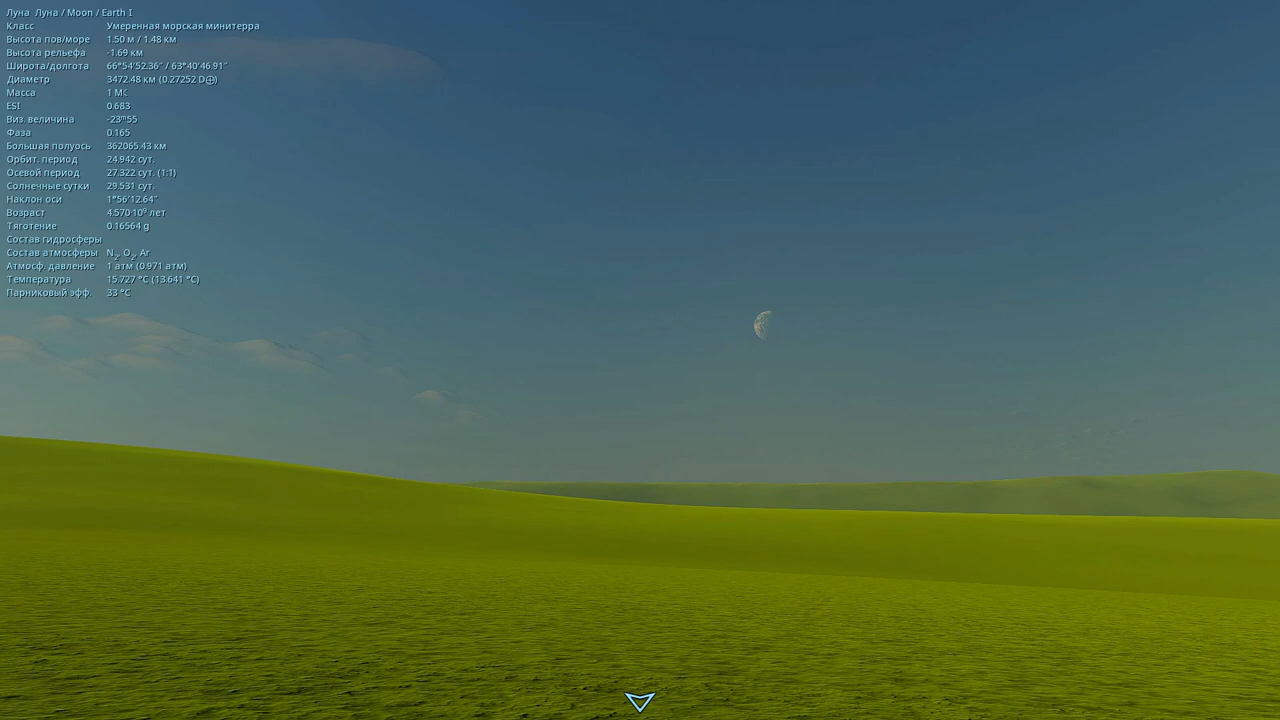 Луна Луна / Moon / Earth I
Класс Умеренная морская минитерра
Высота пов/море 1.50 м / 1.48 км
Высота рельефа -1.69 км
Широта/долгота 66°54'52.36" / 63°40'46.91"
Диаметр 3472.48 км (0.27252 D⊕)
Масса 1 M☾
ESI 0.683
Виз. величина -23ᵐ55
Фаза 0.165
Большая полуось 362065.43 км
Орбит. период 24.942 сут.
Осевой период 27.322 сут. (1:1)
Солнечные сутки 29.531 сут.
Наклон оси 1°56'12.64"
Возраст 4.570·10⁹ лет
Тяготение 0.16564 g
Состав гидросферы
Состав атмосферы N₂, O₂, Ar
Атмосф. давление 1 атм (0.971 атм)
Температура 15.727 °C (13.641 °C)
Парниковый эфф. 33 °C